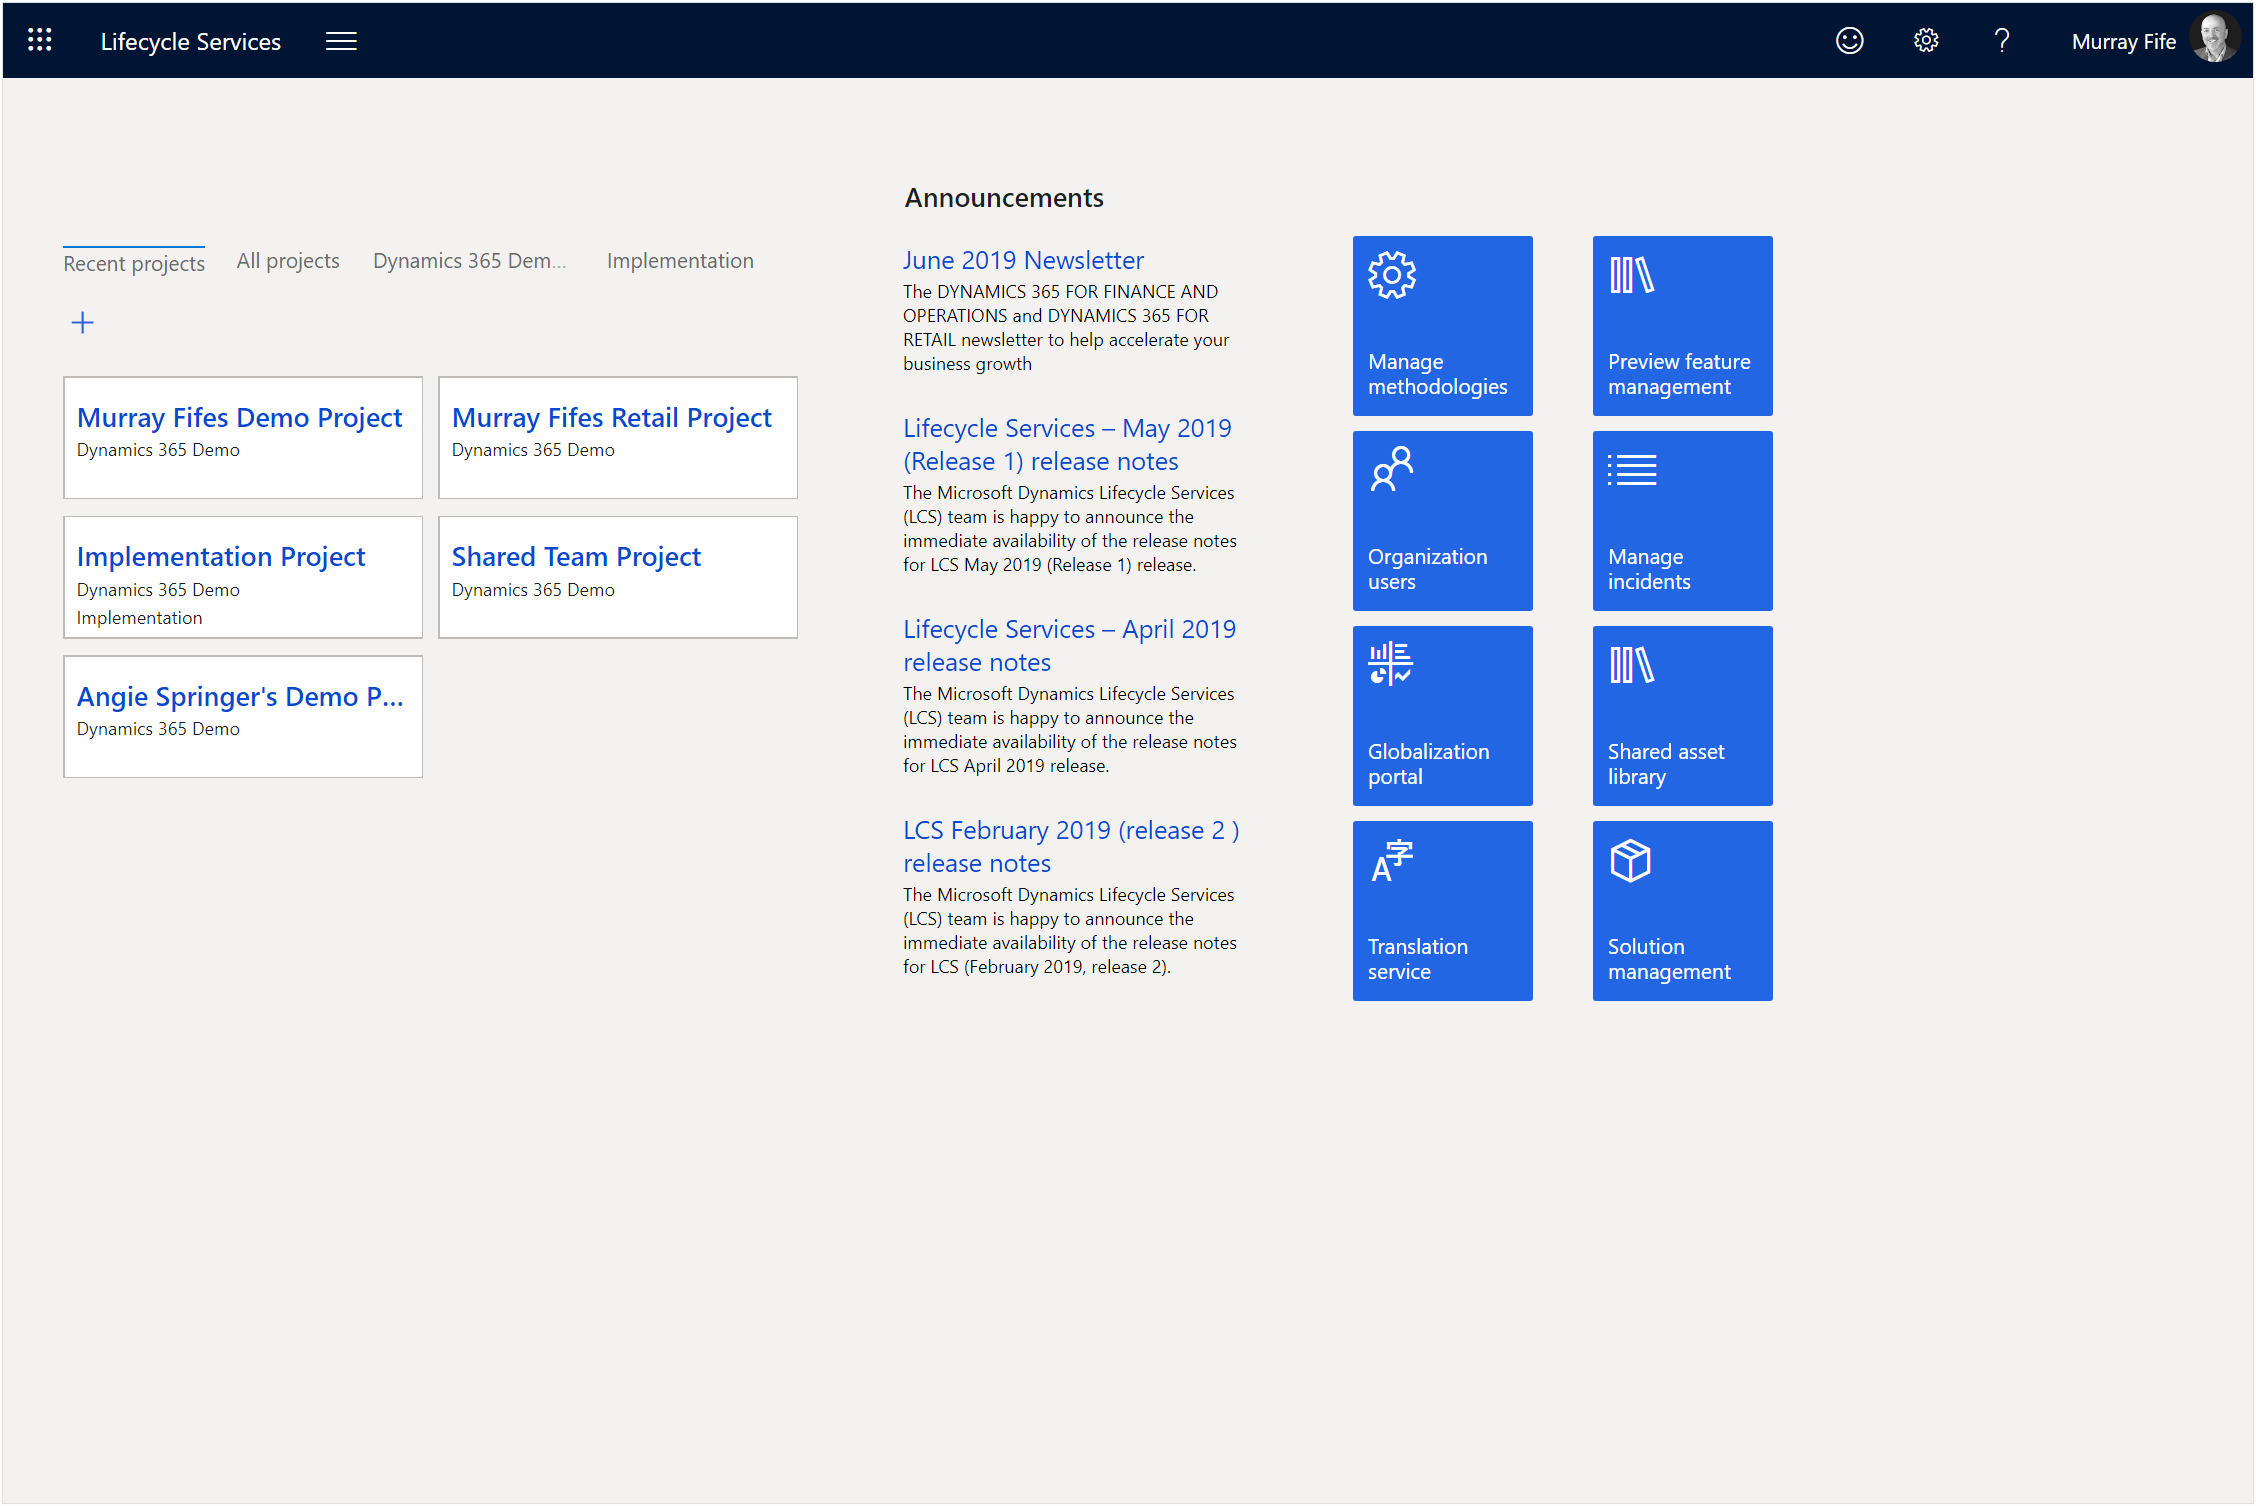 Lifecycle Services
Murray Fife
Recent projects
All projects
Dynamics 365 Dem...
Implementation
Murray Fifes Demo Project
Dynamics 365 Demo
Murray Fifes Retail Project
Dynamics 365 Demo
Implementation Project
Dynamics 365 Demo
Implementation
Shared Team Project
Dynamics 365 Demo
Angie Springer's Demo P...
Dynamics 365 Demo
Announcements
June 2019 Newsletter
The DYNAMICS 365 FOR FINANCE AND
OPERATIONS and DYNAMICS 365 FOR
RETAIL newsletter to help accelerate your
business growth
Lifecycle Services – May 2019
(Release 1) release notes
The Microsoft Dynamics Lifecycle Services
(LCS) team is happy to announce the
immediate availability of the release notes
for LCS May 2019 (Release 1) release.
Lifecycle Services – April 2019
release notes
The Microsoft Dynamics Lifecycle Services
(LCS) team is happy to announce the
immediate availability of the release notes
for LCS April 2019 release.
LCS February 2019 (release 2 )
release notes
The Microsoft Dynamics Lifecycle Services
(LCS) team is happy to announce the
immediate availability of the release notes
for LCS (February 2019, release 2).
Manage
methodologies
Preview feature
management
Organization
users
Manage
incidents
Globalization
portal
Shared asset
library
A字
Translation
service
Solution
management